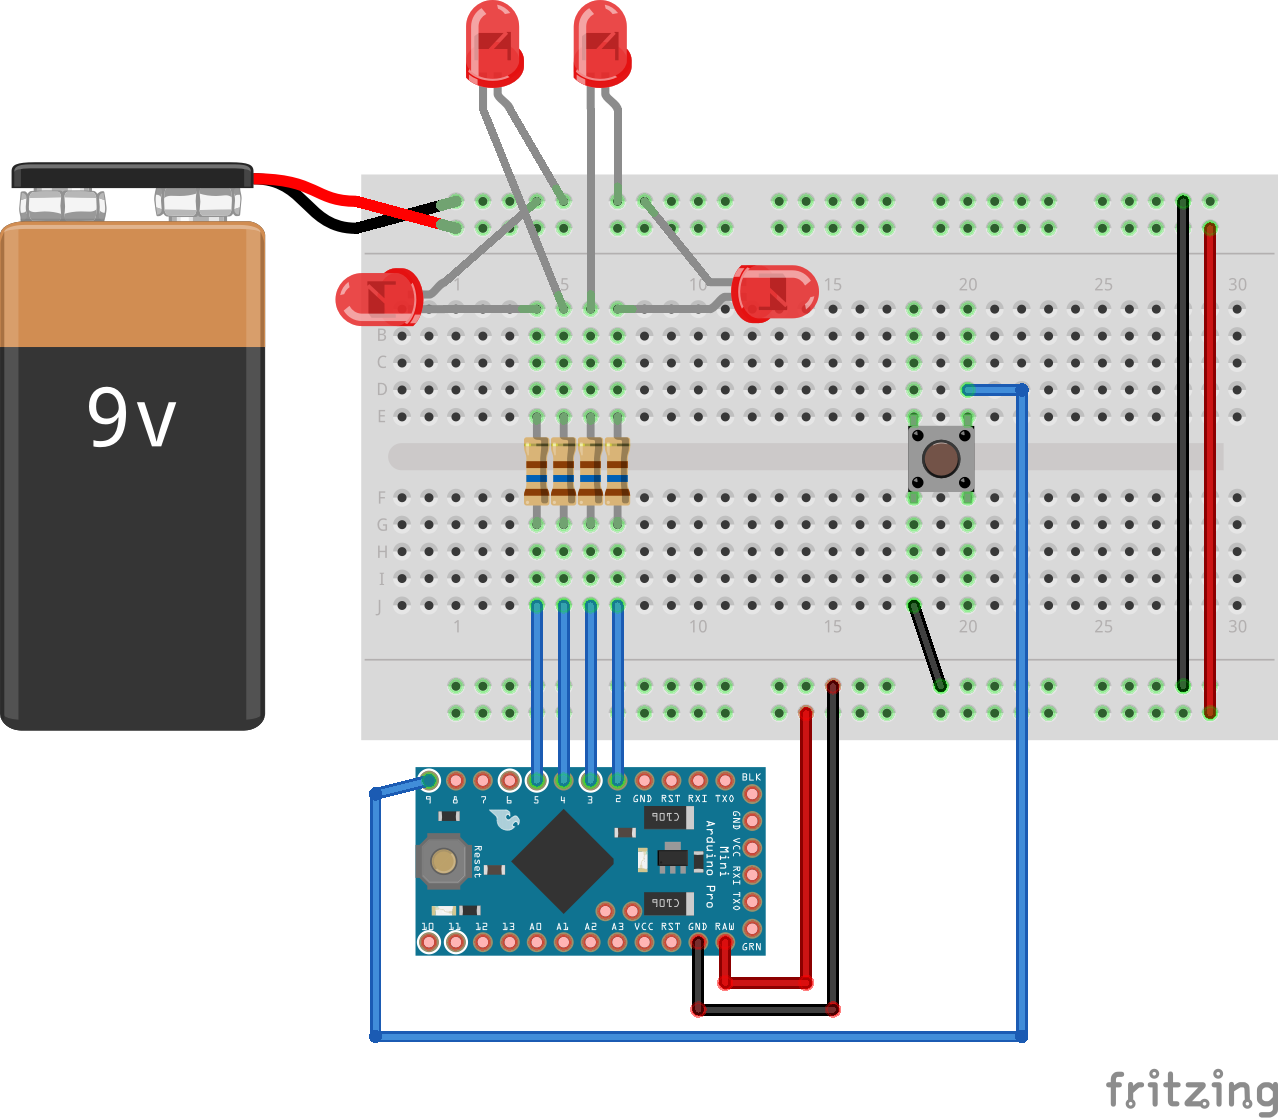 1 5 10 15 20 25 30
B
C
D
E
9v
F
G
H
I
J
1 10 15 20 25 30
BLK
9 8 7 6 5 4 3 2 GND RST RXI TXO
GND VCC RXI TXO
Arduino Pro
Mini
Reset
10 11 12 13 A0 A1 A2 A3 VCC RST GND RAW
GRN
fritzing